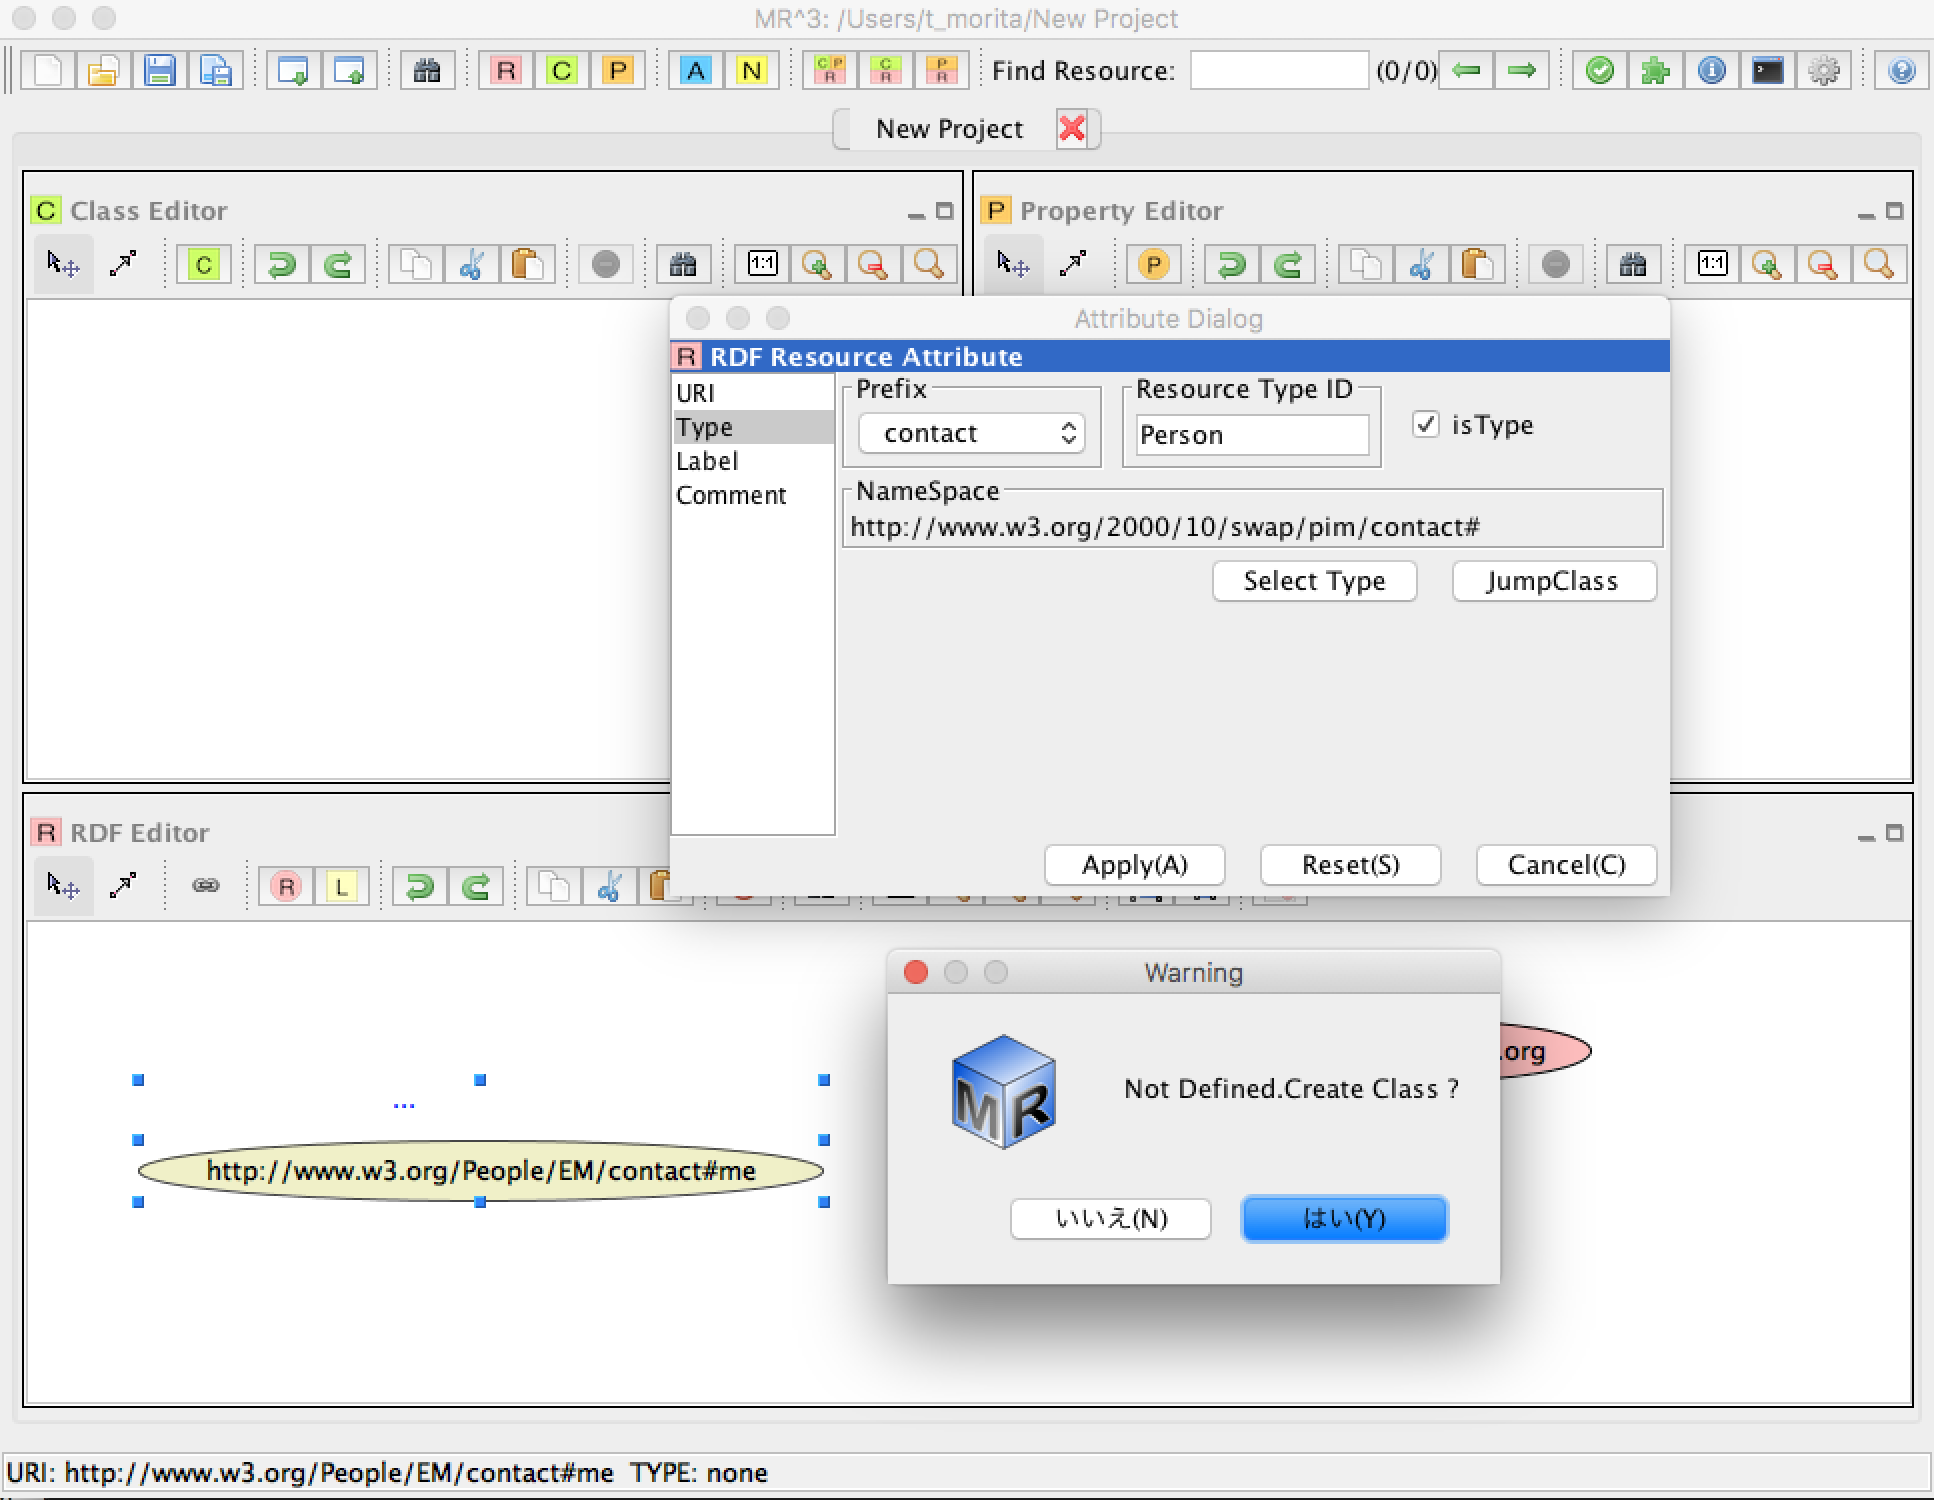 MR^3: /Users/t_morita/New Project
R C P A N C P R C R P R Find Resource: (0/0)
New Project
C Class Editor
P Property Editor
C 1:1
P 1:1
Attribute Dialog
R RDF Resource Attribute
URI
Type
Label
Comment
Prefix
contact
Resource Type ID
Person
isType
NameSpace
http://www.w3.org/2000/10/swap/pim/contact#
Select Type JumpClass
Apply(A) Reset(S) Cancel(C)
R RDF Editor
R L
Warning
MR
Not Defined.Create Class ?
いいえ(N) はい(Y)
.org
...
http://www.w3.org/People/EM/contact#me
URI: http://www.w3.org/People/EM/contact#me TYPE: none